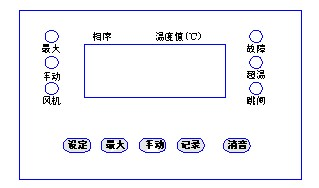 相序 温度值(℃)
最大 故障
手动 超温
风机 跳闸
设定 最大 手动 记录 消音